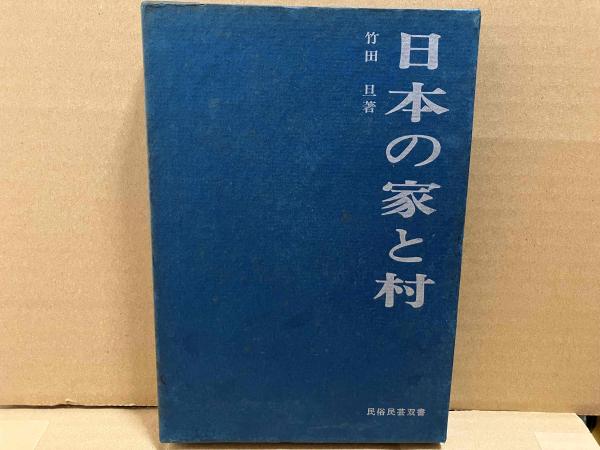 日本の家と村
竹田 旦著
民俗民芸双書